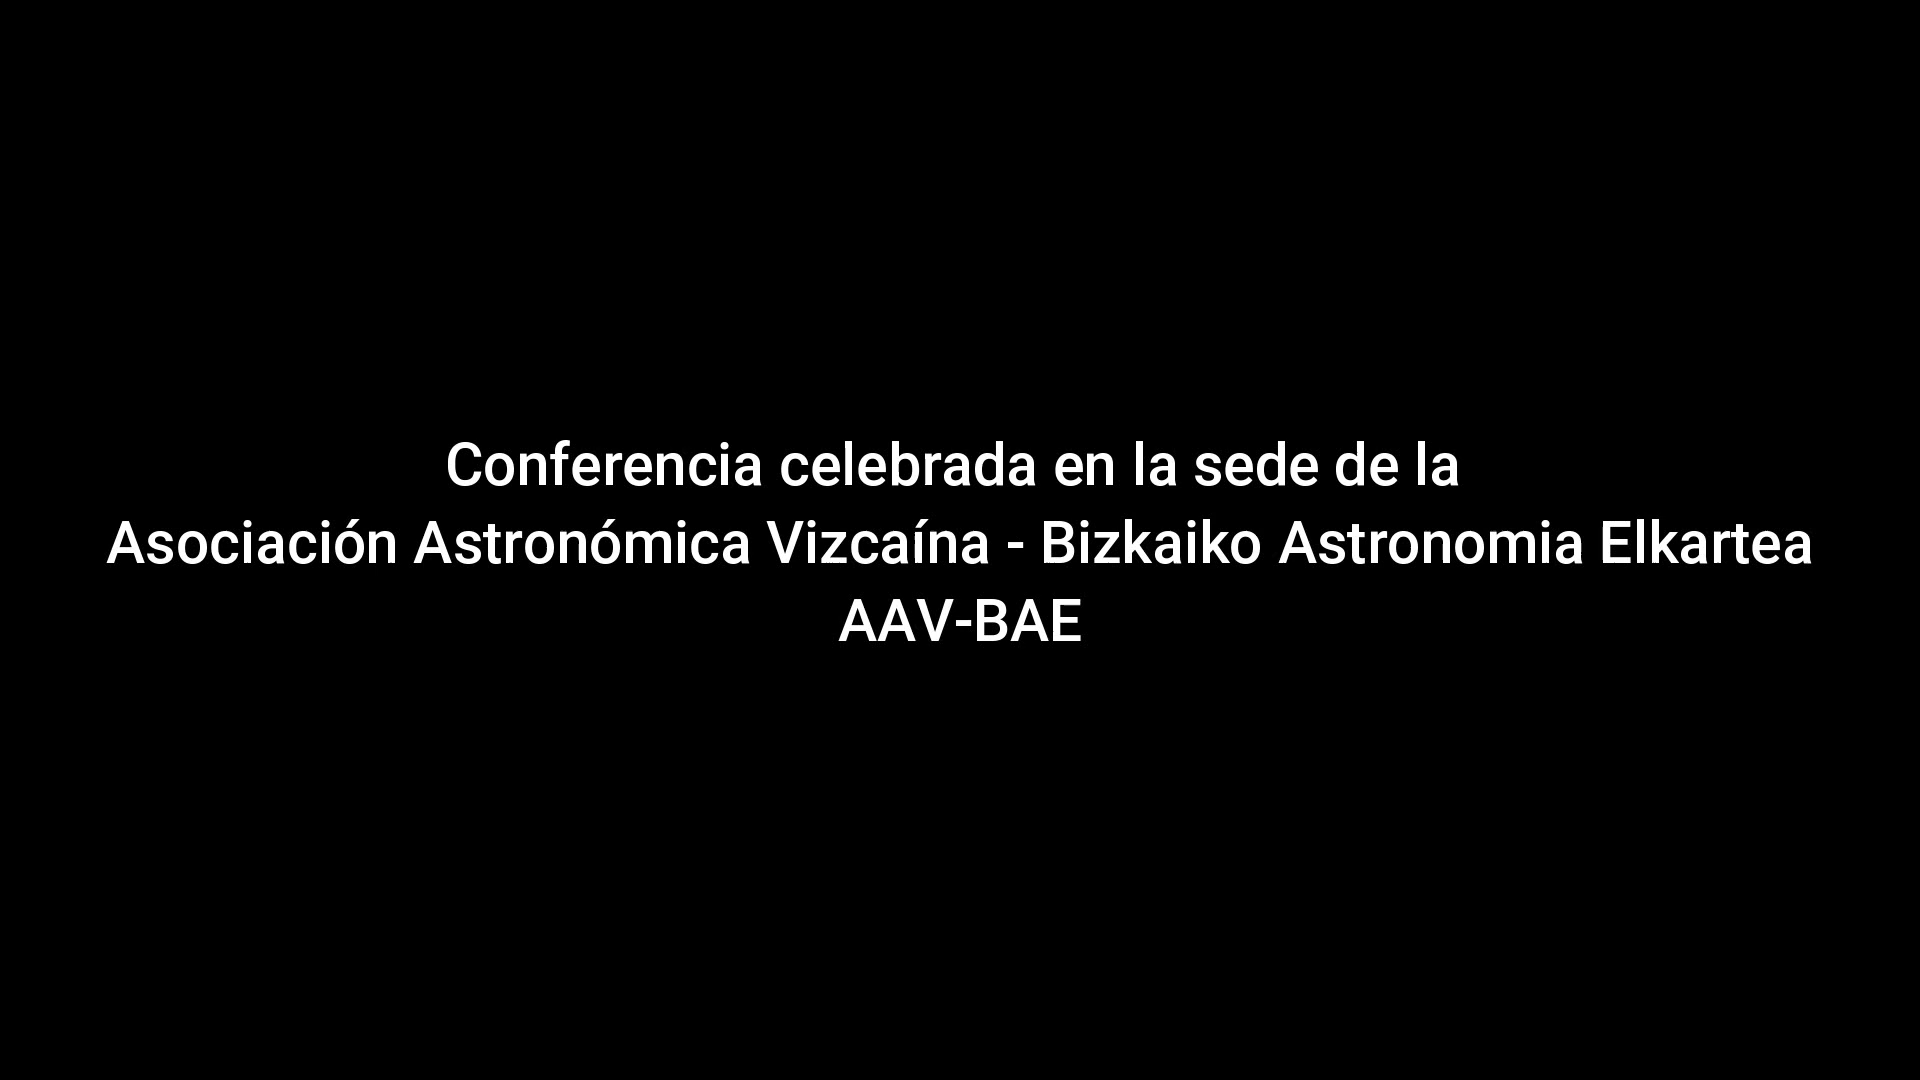 Conferencia celebrada en la sede de la
Asociación Astronómica Vizcaína - Bizkaiko Astronomia Elkartea
AAV-BAE